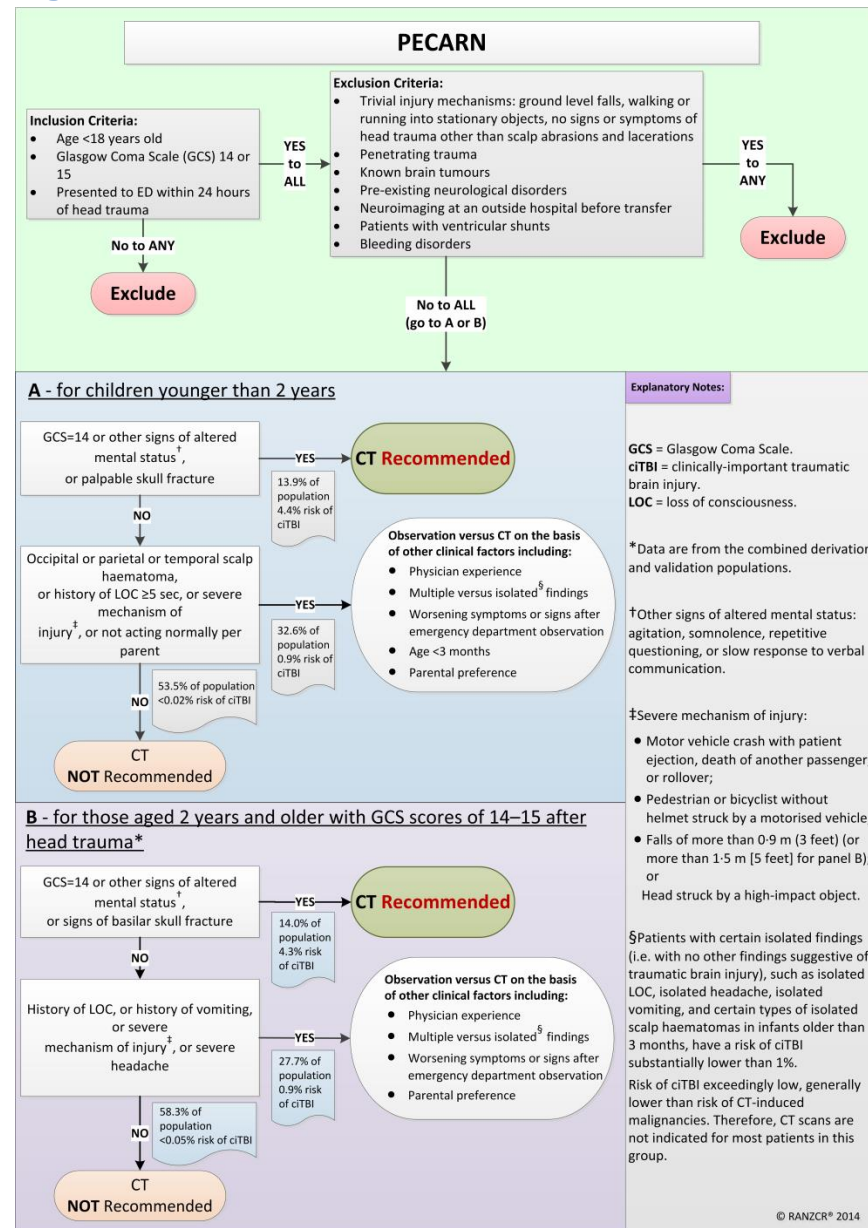 PECARN
Inclusion Criteria:
• Age <18 years old
• Glasgow Coma Scale (GCS) 14 or
15
• Presented to ED within 24 hours
of head trauma
YES
to
ALL
Exclusion Criteria:
• Trivial injury mechanisms: ground level falls, walking or
running into stationary objects, no signs or symptoms of
head trauma other than scalp abrasions and lacerations
• Penetrating trauma
• Known brain tumours
• Pre-existing neurological disorders
• Neuroimaging at an outside hospital before transfer
• Patients with ventricular shunts
• Bleeding disorders
YES
to
ANY
Exclude
No to ANY
Exclude
No to ALL
(go to A or B)
A - for children younger than 2 years
GCS=14 or other signs of altered
mental status†,
or palpable skull fracture
YES
13.9% of
population
4.4% risk of
ciTBI
CT Recommended
NO
Occipital or parietal or temporal scalp
haematoma,
or history of LOC ≥5 sec, or severe
mechanism of
injury‡, or not acting normally per
parent
YES
32.6% of
population
0.9% risk of
ciTBI
Observation versus CT on the basis
of other clinical factors including:
• Physician experience
• Multiple versus isolated§ findings
• Worsening symptoms or signs after
emergency department observation
• Age <3 months
• Parental preference
NO
53.5% of population
<0.02% risk of ciTBI
CT
NOT Recommended
B - for those aged 2 years and older with GCS scores of 14–15 after
head trauma*
GCS=14 or other signs of altered
mental status†,
or signs of basilar skull fracture
YES
14.0% of
population
4.3% risk
of ciTBI
CT Recommended
NO
History of LOC, or history of vomiting,
or severe
mechanism of injury‡, or severe
headache
YES
27.7% of
population
0.9% risk
of ciTBI
Observation versus CT on the basis
of other clinical factors including:
• Physician experience
• Multiple versus isolated§ findings
• Worsening symptoms or signs after
emergency department observation
• Parental preference
NO
58.3% of
population
<0.05% risk of ciTBI
CT
NOT Recommended
Explanatory Notes:
GCS = Glasgow Coma Scale.
ciTBI = clinically-important traumatic
brain injury.
LOC = loss of consciousness.
*Data are from the combined derivation
and validation populations.
†Other signs of altered mental status:
agitation, somnolence, repetitive
questioning, or slow response to verbal
communication.
‡Severe mechanism of injury:
• Motor vehicle crash with patient
ejection, death of another passenger,
or rollover;
• Pedestrian or bicyclist without
helmet struck by a motorised vehicle
• Falls of more than 0·9 m (3 feet) (or
more than 1·5 m [5 feet] for panel B)
or
Head struck by a high-impact object.
§Patients with certain isolated findings
(i.e. with no other findings suggestive of
traumatic brain injury), such as isolated
LOC, isolated headache, isolated
vomiting, and certain types of isolated
scalp haematomas in infants older than
3 months, have a risk of ciTBI
substantially lower than 1%.
Risk of ciTBI exceedingly low, generally
lower than risk of CT-induced
malignancies. Therefore, CT scans are
not indicated for most patients in this
group.
© RANZCR® 2014